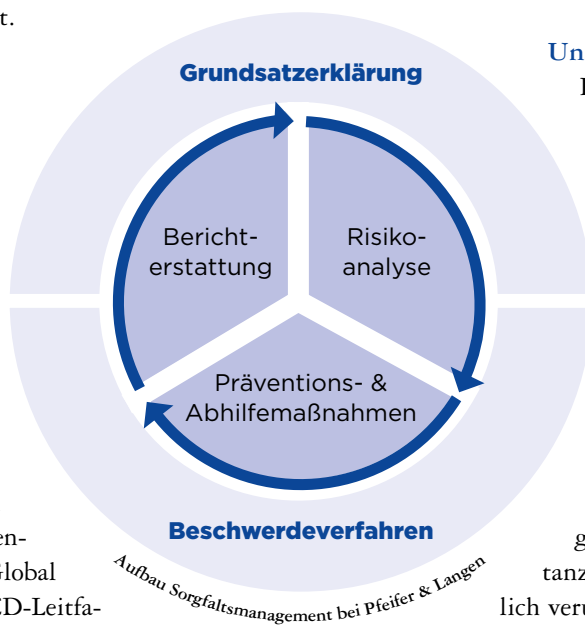 t.
Un
Grundsatzerklärung
Bericht-
erstattung
Risiko-
analyse
Präventions- &
Abhilfemaßnahmen
Beschwerdeverfahren
Aufbau Sorgfaltsmanagement bei Pfeifer & Langen
en-
Global
CD-Leitfa-
g
tanz
lich veru